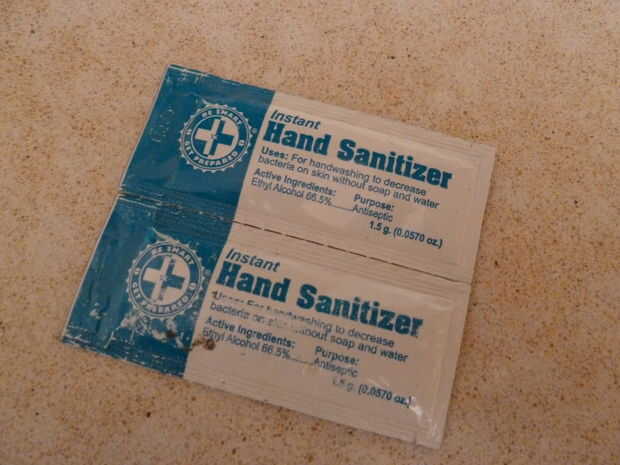 BE SMART
GET PREPARED
Instant
Hand Sanitizer
Uses: For handwashing to decrease
bacteria on skin without soap and water
Active Ingredients: Purpose:
Ethyl Alcohol 66.5%.......Antiseptic
1.5 g. (0.0570 oz.)
BE SMART
GET PREPARED
Instant
Hand Sanitizer
Uses: For handwashing to decrease
bacteria on skin without soap and water
Active Ingredients: Purpose:
Ethyl Alcohol 66.5%.......Antiseptic
1.5 g. (0.0570 oz.)